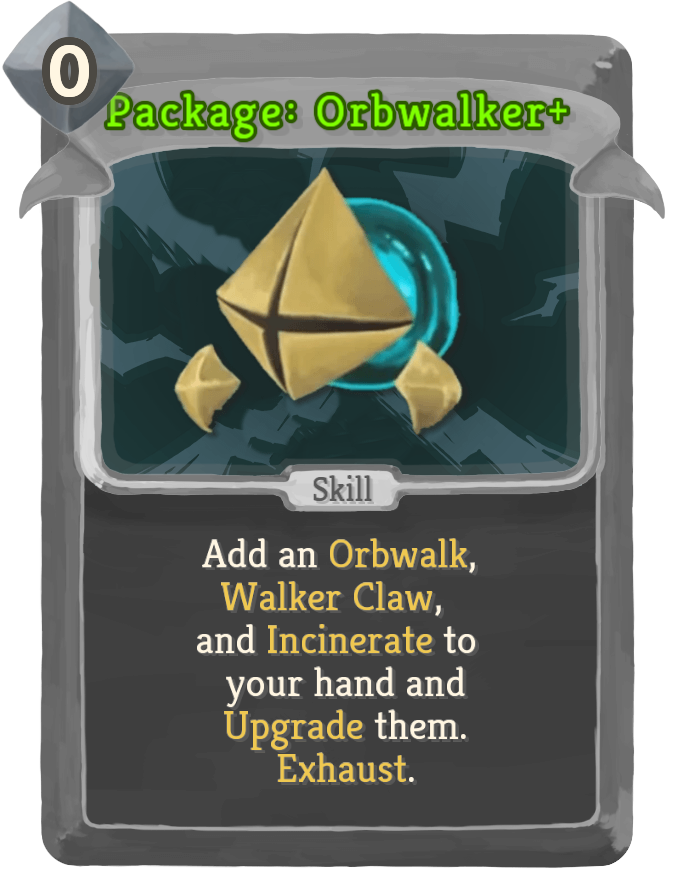 0
Package: Orbwalker+
Skill
Add an Orbwalk,
Walker Claw,
and Incinerate to
your hand and
Upgrade them.
Exhaust.